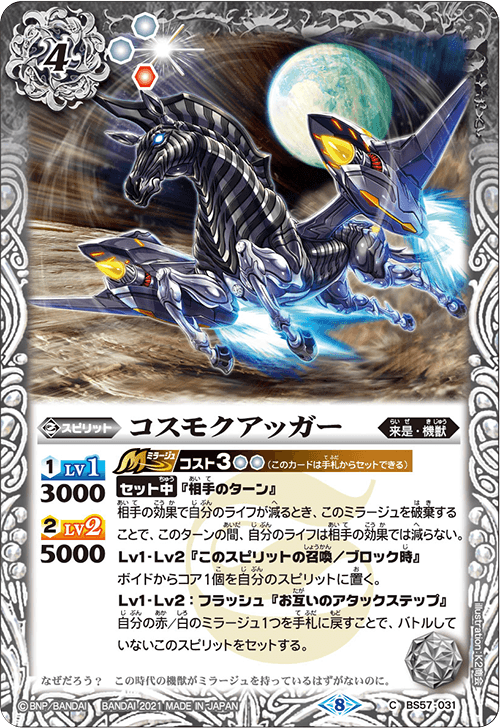 4
スピリット
コスモクアッガー
らいぜ きじゅう
来是・機獣
1 LV1
3000
2 LV2
5000
M ミラージュ コスト3 (このカードは手札からセットできる)
セット中『相手のターン』
相手の効果で自分のライフが減るとき、このミラージュを破棄する
ことで、このターンの間、自分のライフは相手の効果では減らない。
Lv1・Lv2『このスピリットの召喚/ブロック時』
ボイドからコア1個を自分のスピリットに置く。
Lv1・Lv2：フラッシュ『お互いのアタックステップ』
自分の赤/白のミラージュ1つを手札に戻すことで、バトルして
いないこのスピリットをセットする。
なぜだろう？ この時代の機獣がミラージュを持っているはずがないのに。
©BNP/BANDAI BANDAI 2021 MADE IN JAPAN
8
C BS57-031